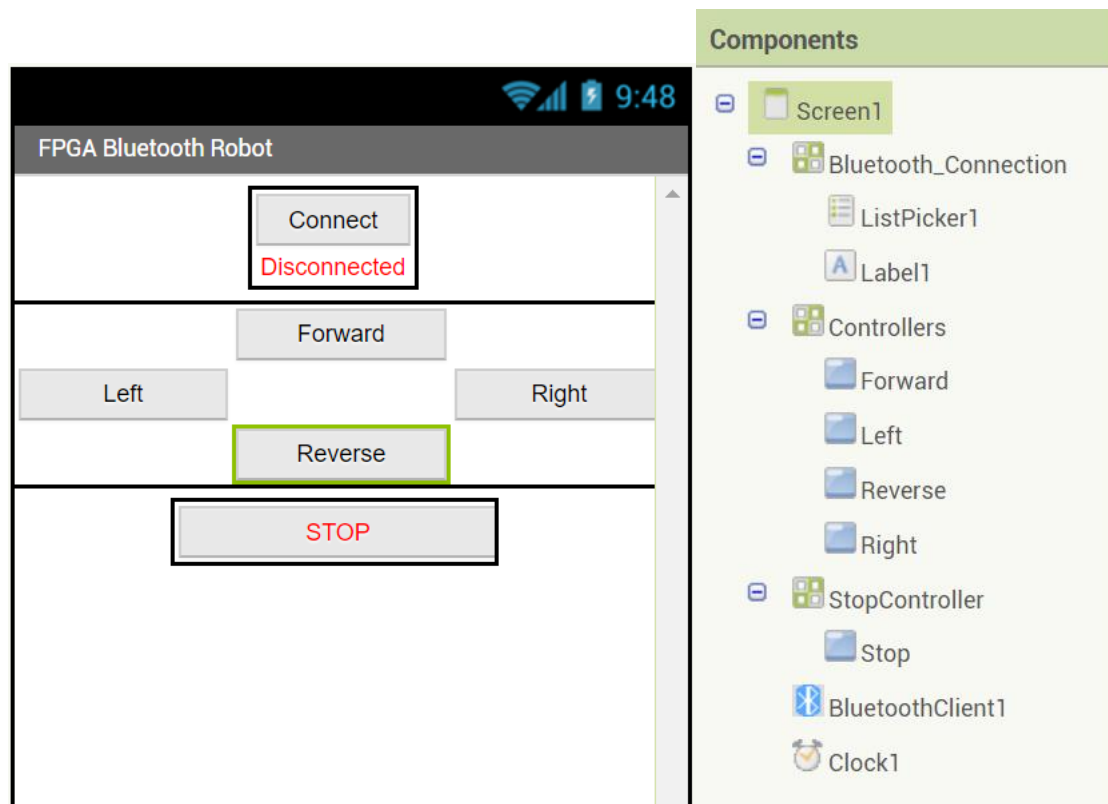 9:48
FPGA Bluetooth Robot
Connect
Disconnected
Forward
Left Right
Reverse
STOP
Components
Screen1
Bluetooth_Connection
ListPicker1
A Label1
Controllers
Forward
Left
Reverse
Right
StopController
Stop
BluetoothClient1
Clock1